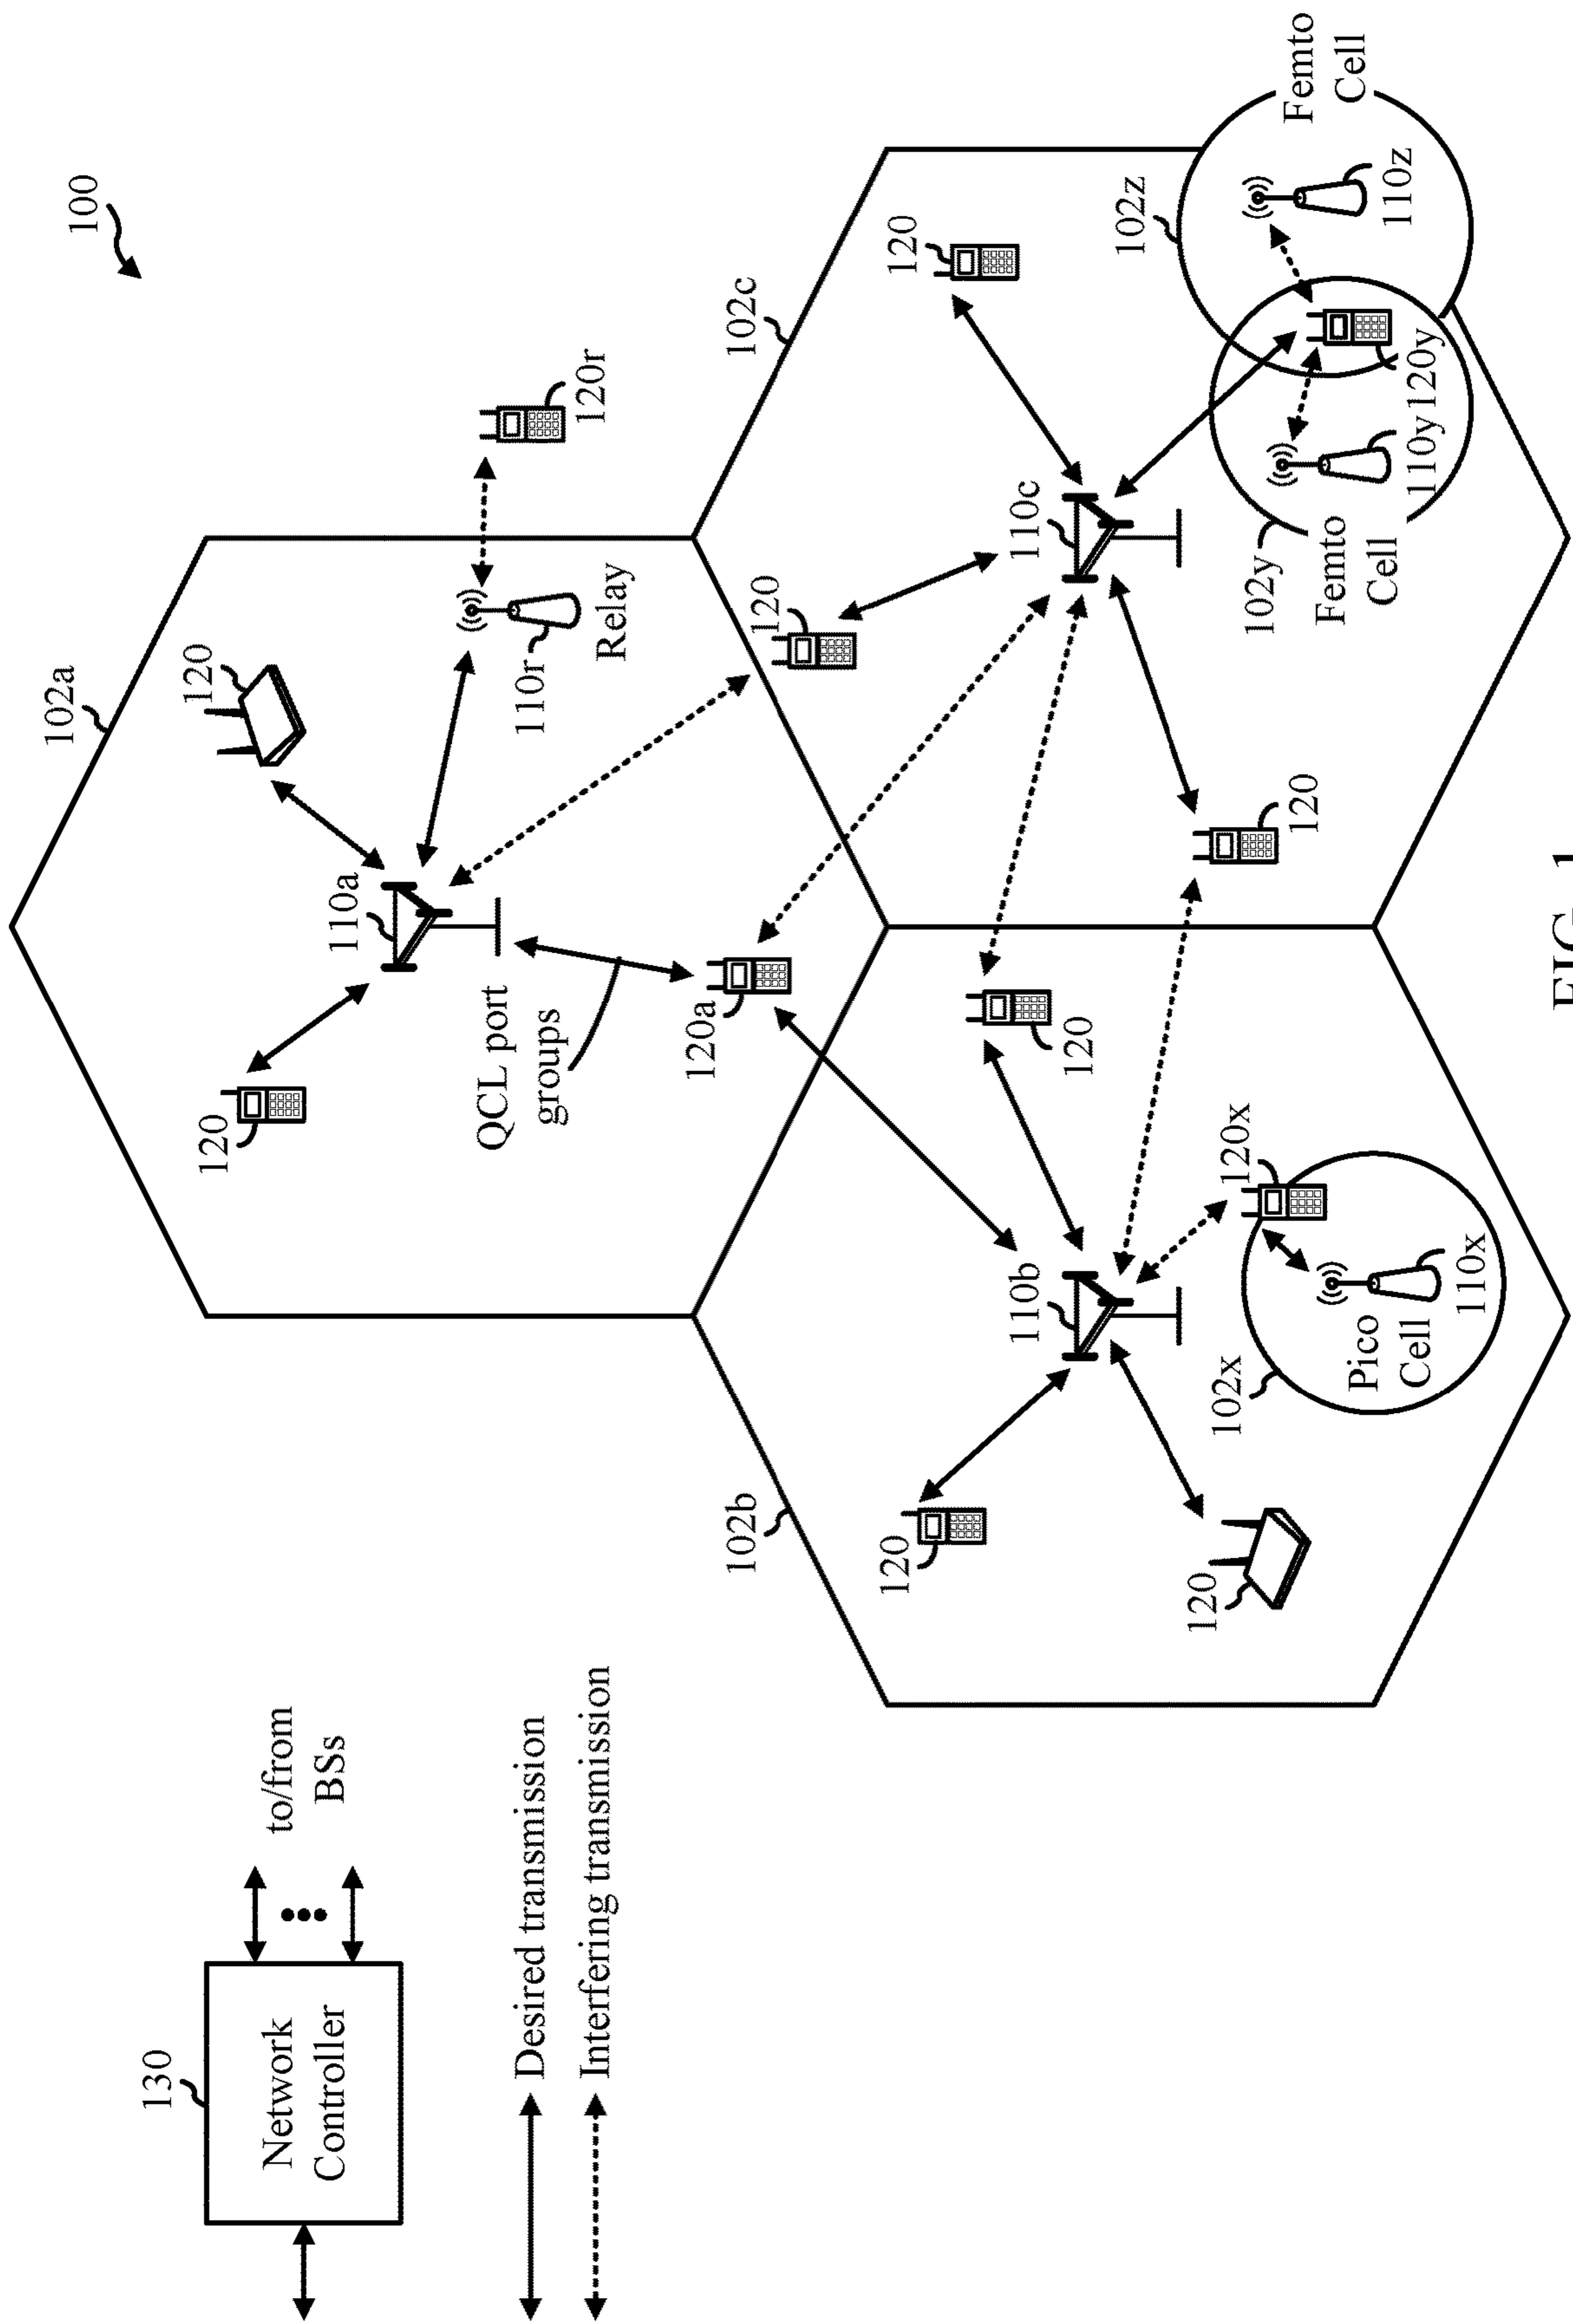 100
130
Network
Controller
to/from
BSs
Desired transmission
Interfering transmission
102a
120
120
110a
110r
Relay
120r
QCL port
groups
120a
102b
120
120
110b
120
102x
Pico
Cell
110x
120x
102c
120
120
110c
120
102y
Femto
Cell
110y
120y
102z
110z
Femto
Cell
FIG. 1